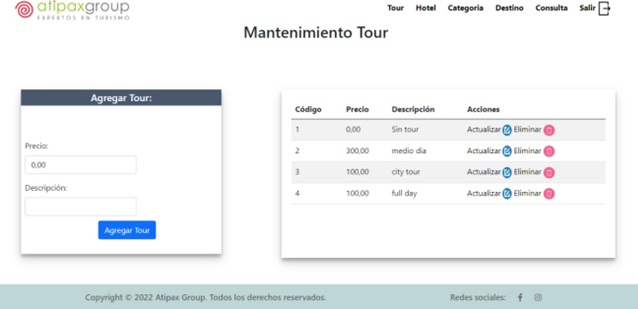 atipaxgroup
EXPERTOS EN TURISMO
Tour Hotel Categoria Destino Consulta Salir
Mantenimiento Tour
Agregar Tour:
Precio:
0,00
Descripción:
Agregar Tour
Código Precio Descripción Acciones
1 0,00 Sin tour Actualizar Eliminar
2 300,00 medio dia Actualizar Eliminar
3 100,00 city tour Actualizar Eliminar
4 100,00 full day Actualizar Eliminar
Copyright © 2022 Atipax Group. Todos los derechos reservados. Redes sociales: